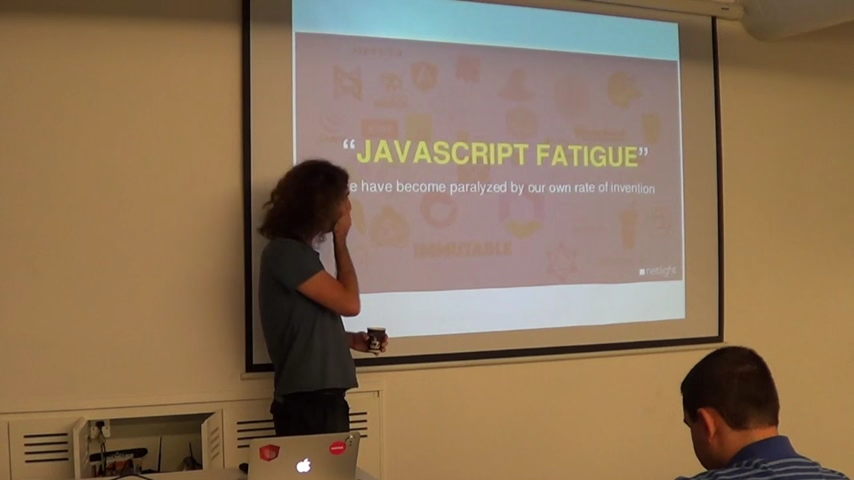 “JAVASCRIPT FATIGUE”
e have become paralyzed by our own rate of invention
IMMUTABLE
netlight